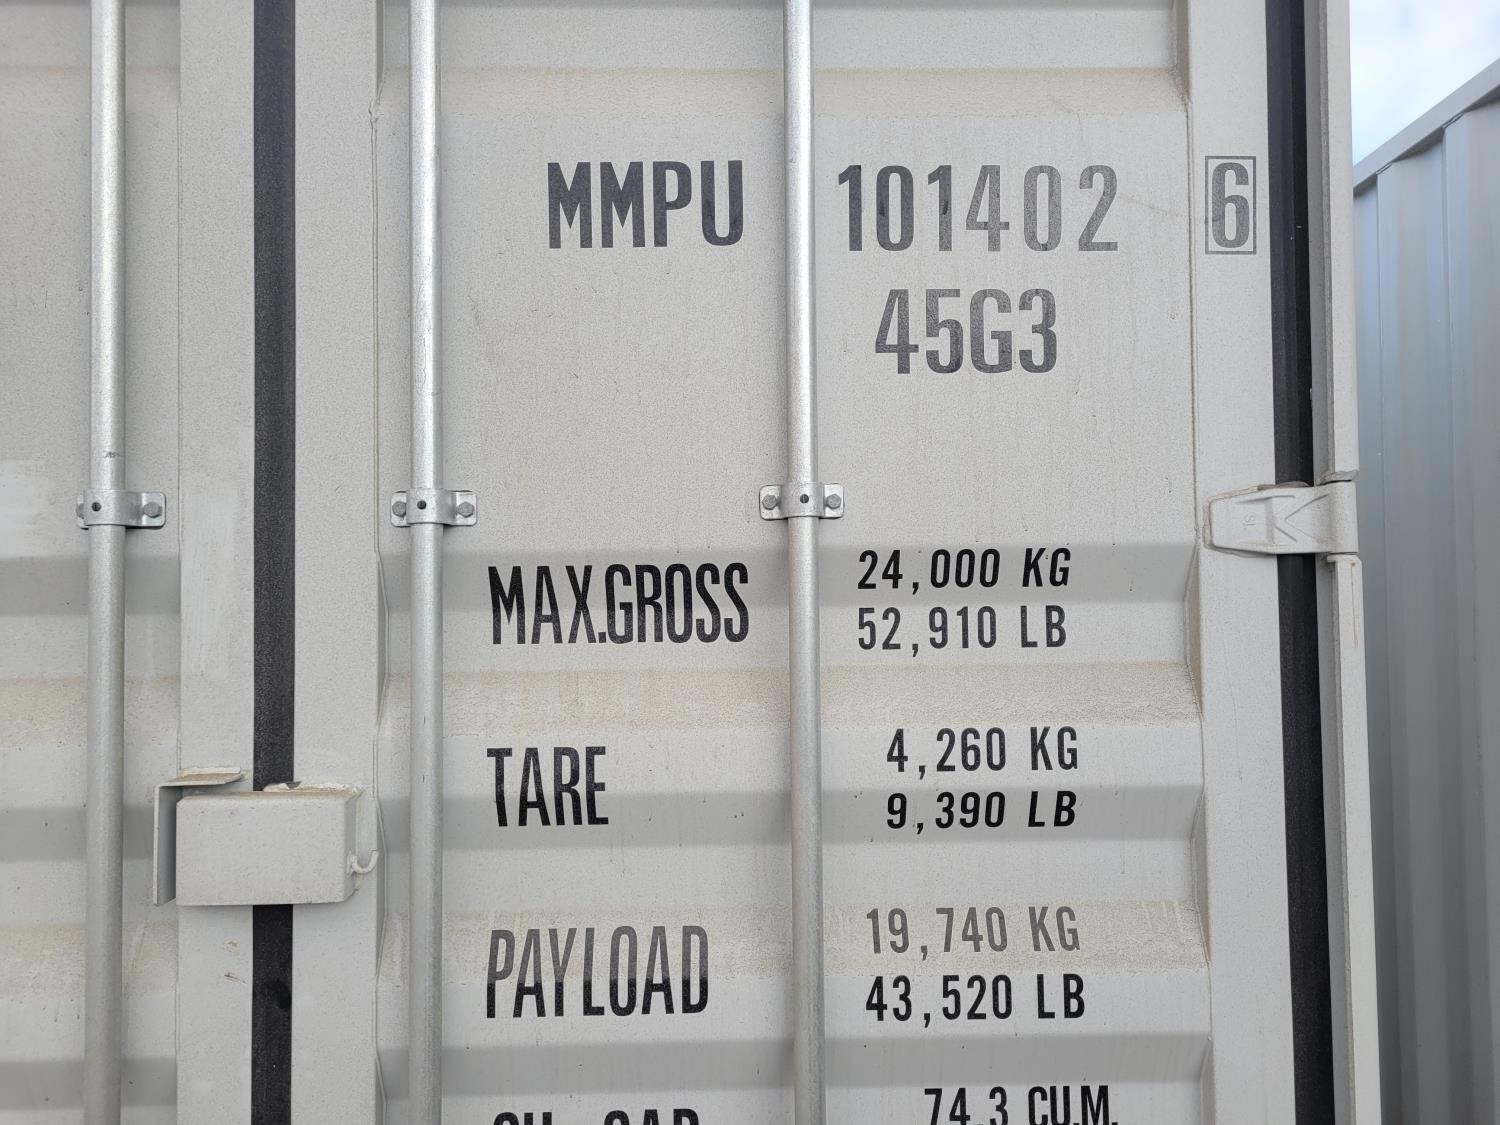 MMPU 101402 6
45G3
MAX.GROSS 24,000 KG
52,910 LB
TARE 4,260 KG
9,390 LB
PAYLOAD 19,740 KG
43,520 LB
74.3 CU.M.